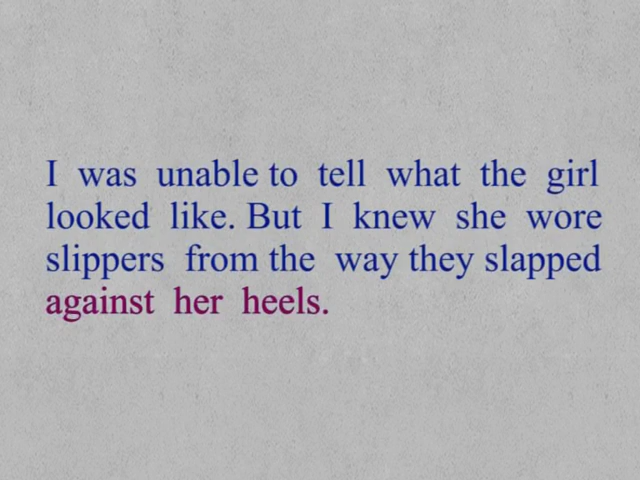 I was unable to tell what the girl
looked like. But I knew she wore
slippers from the way they slapped
against her heels.